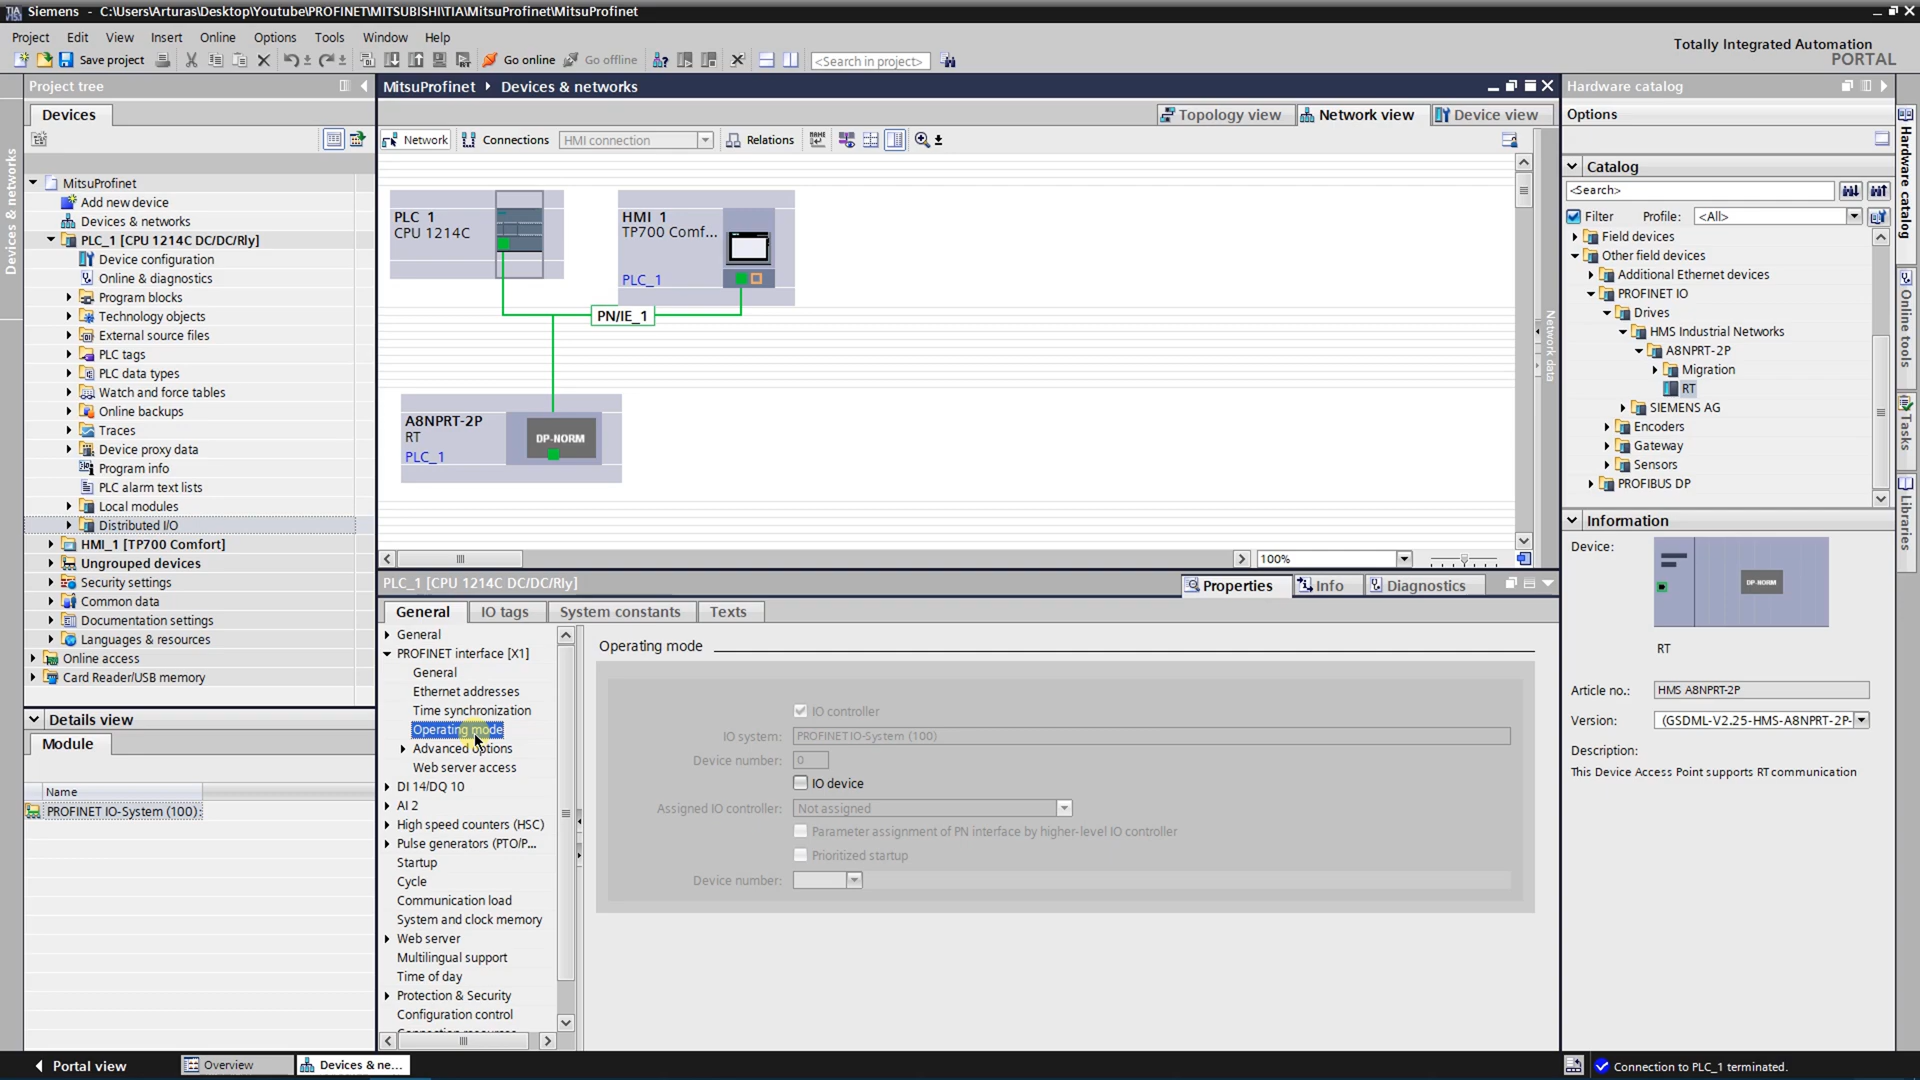 Siemens - C:\Users\Arturas\Desktop\Youtube\PROFINET\MITSUBISHI\TIA\MitsuProfinet\MitsuProfinet
Project Edit View Insert Online Options Tools Window Help
Totally Integrated Automation
PORTAL
Save project
Go online
Go offline
<Search in project>
Project tree
Devices
Devices & networks
MitsuProfinet
Add new device
Devices & networks
PLC_1 [CPU 1214C DC/DC/Rly]
Device configuration
Online & diagnostics
Program blocks
Technology objects
External source files
PLC tags
PLC data types
Watch and force tables
Online backups
Traces
Device proxy data
Program info
PLC alarm text lists
Local modules
Distributed I/O
HMI_1 [TP700 Comfort]
Ungrouped devices
Security settings
Common data
Documentation settings
Languages & resources
Online access
Card Reader/USB memory
Details view
Module
Name
PROFINET IO-System (100):
MitsuProfinet
Devices & networks
Topology view
Network view
Device view
Network
Connections
HMI connection
Relations
PLC 1
CPU 1214C
HMI 1
TP700 Comf...
PLC_1
PN/IE_1
A8NPRT-2P
RT
PLC_1
DP-NORM
Network data
100%
PLC_1 [CPU 1214C DC/DC/Rly]
Properties
Info
Diagnostics
General
IO tags
System constants
Texts
General
PROFINET interface [X1]
General
Ethernet addresses
Time synchronization
Operating mode
Advanced options
Web server access
DI 14/DQ 10
AI 2
High speed counters (HSC)
Pulse generators (PTO/P...
Startup
Cycle
Communication load
System and clock memory
Web server
Multilingual support
Time of day
Protection & Security
Configuration control
Operating mode
IO controller
IO system:
PROFINET IO-System (100)
Device number:
0
IO device
Assigned IO controller:
Not assigned
Parameter assignment of PN interface by higher-level IO controller
Prioritized startup
Device number:
Hardware catalog
Options
Catalog
<Search>
Filter
Profile:
<All>
Field devices
Other field devices
Additional Ethernet devices
PROFINET IO
Drives
HMS Industrial Networks
A8NPRT-2P
Migration
RT
SIEMENS AG
Encoders
Gateway
Sensors
PROFIBUS DP
Information
Device:
DP-NORM
RT
Article no.:
HMS A8NPRT-2P
Version:
(GSDML-V2.25-HMS-A8NPRT-2P-
Description:
This Device Access Point supports RT communication
Hardware catalog
Online tools
Tasks
Libraries
Portal view
Overview
Devices & ne...
Connection to PLC_1 terminated.